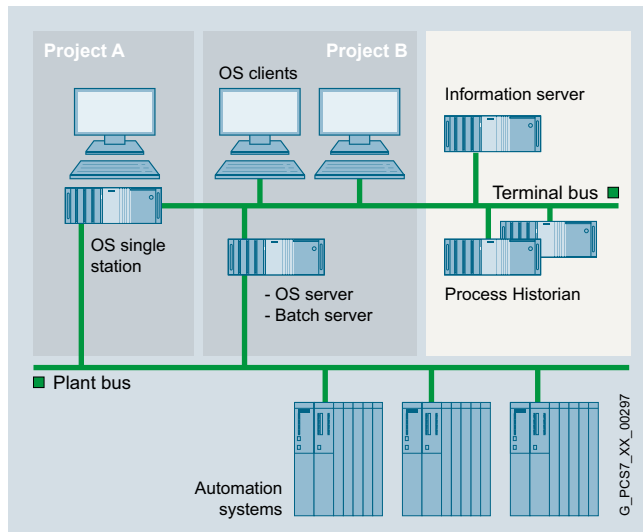 Project A
Project B
OS clients
Information server
Terminal bus
OS single
station
- OS server
- Batch server
Process Historian
Plant bus
Automation
systems
G_PCS7_XX_00297